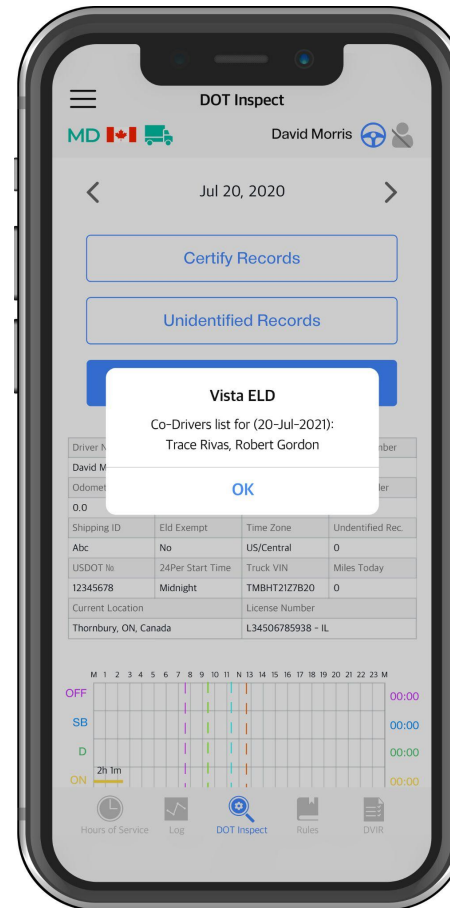 DOT Inspect
MD
David Morris
Jul 20, 2020
Certify Records
Unidentified Records
Vista ELD
Co-Drivers list for (20-Jul-2021):
Trace Rivas, Robert Gordon
OK
Driver N
David M
Odomet
0.0
Shipping ID Eld Exempt Time Zone Undentified Rec.
Abc No US/Central 0
USDOT № 24Per Start Time Truck VIN Miles Today
12345678 Midnight TMBHT21Z7B20 0
Current Location License Number
Thornbury, ON, Canada L34506785938 - IL
M 1 2 3 4 5 6 7 8 9 10 11 N 13 14 15 16 17 18 19 20 21 22 23 M
OFF 00:00
SB 00:00
D 00:00
2h 1m
ON 00:00
Hours of Service Log DOT Inspect Rules DVIR